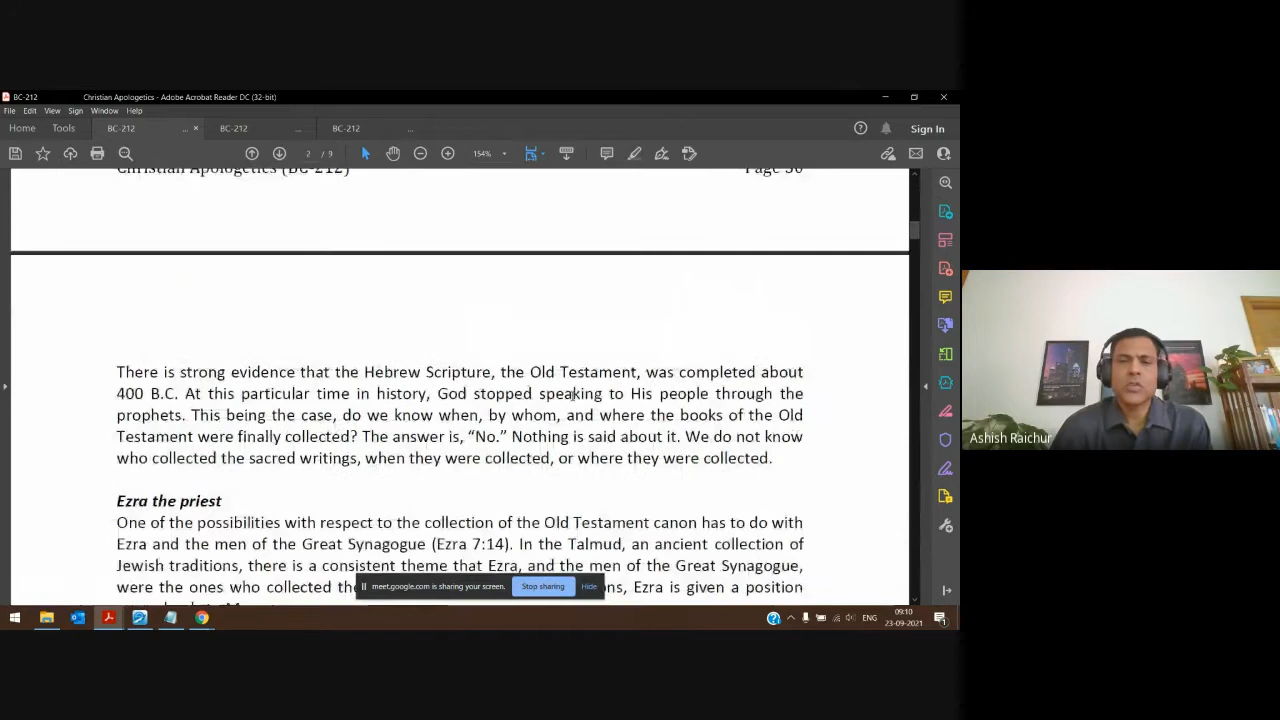 BC-212 Christian Apologetics - Adobe Acrobat Reader DC (32-bit)
File Edit View Sign Window Help
Home Tools BC-212 ... × BC-212 ... BC-212 ... Sign In
2 / 9 154%
Christian Apologetics (BC-212) Page 30
There is strong evidence that the Hebrew Scripture, the Old Testament, was completed about
400 B.C. At this particular time in history, God stopped speaking to His people through the
prophets. This being the case, do we know when, by whom, and where the books of the Old
Testament were finally collected? The answer is, “No.” Nothing is said about it. We do not know
who collected the sacred writings, when they were collected, or where they were collected.
Ezra the priest
One of the possibilities with respect to the collection of the Old Testament canon has to do with
Ezra and the men of the Great Synagogue (Ezra 7:14). In the Talmud, an ancient collection of
Jewish traditions, there is a consistent theme that Ezra, and the men of the Great Synagogue,
were the ones who collected the
ons, Ezra is given a position
meet.google.com is sharing your screen. Stop sharing Hide
ENG
09:10
23-09-2021
Ashish Raichur